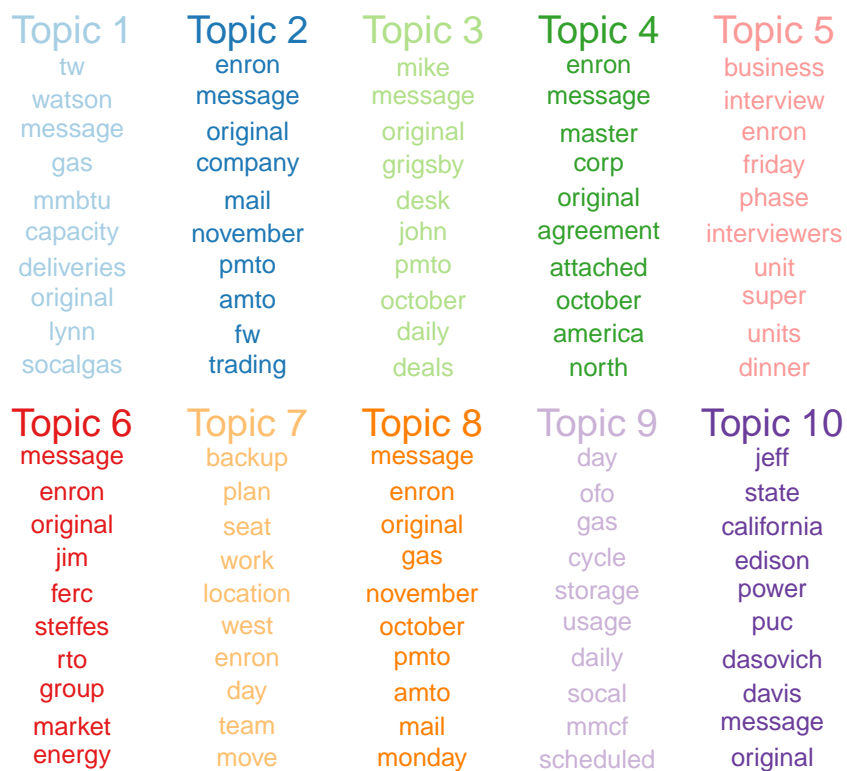 Topic 1 Topic 2 Topic 3 Topic 4 Topic 5
tw enron mike enron business
watson message message message interview
message original original master enron
gas company grigsby corp friday
mmbtu mail desk original phase
capacity november john agreement interviewers
deliveries pmto pmto attached unit
original amto october october super
lynn fw daily america units
socalgas trading deals north dinner
Topic 6 Topic 7 Topic 8 Topic 9 Topic 10
message backup message day jeff
enron plan enron ofo state
original seat original gas california
jim work gas cycle edison
ferc location november storage power
steffes west october usage puc
rto enron pmto daily dasovich
group day amto socal davis
market team mail mmcf message
energy move monday scheduled original